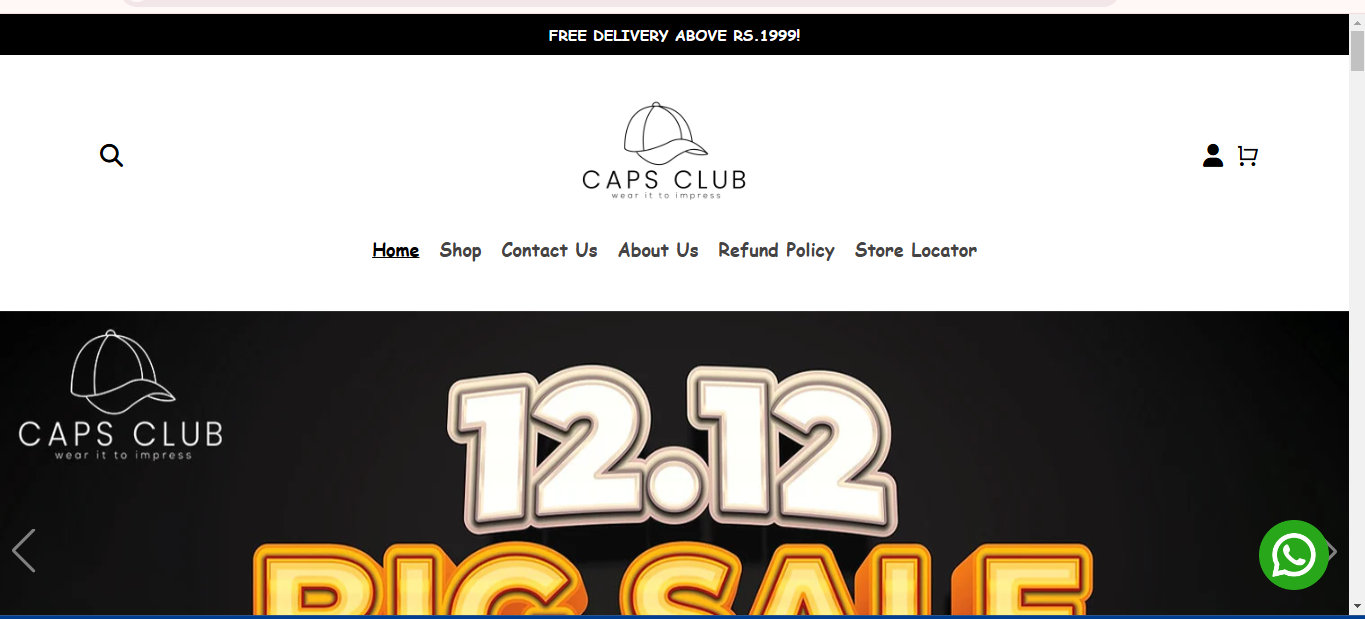 FREE DELIVERY ABOVE RS.1999!
CAPS CLUB
wear it to impress
Home Shop Contact Us About Us Refund Policy Store Locator
CAPS CLUB
wear it to impress
12.12
BIG SALE